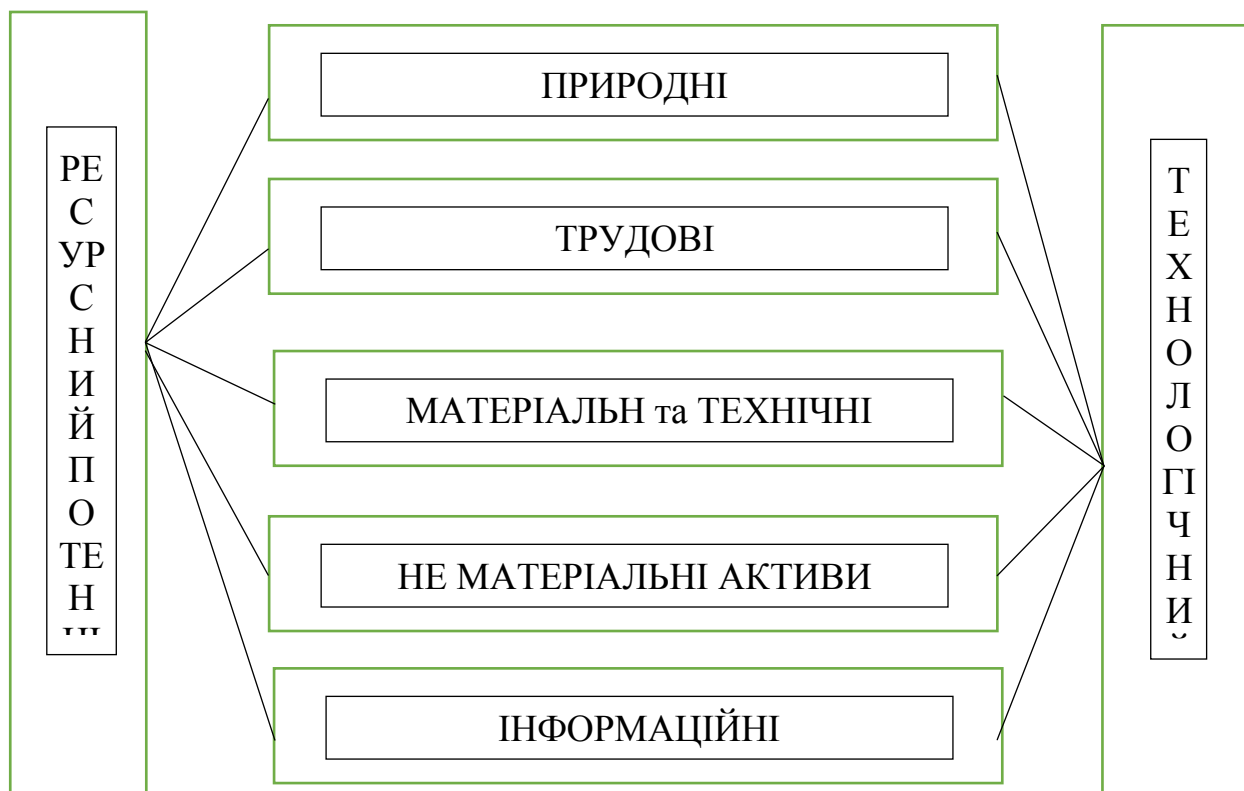 РЕ
С
УР
С
Н
И
Й
П
О
ТЕ
Н
ПРИРОДНІ
ТРУДОВІ
МАТЕРІАЛЬН та ТЕХНІЧНІ
НЕ МАТЕРІАЛЬНІ АКТИВИ
ІНФОРМАЦІЙНІ
Т
Е
Х
Н
О
Л
О
ГІ
Ч
Н
И